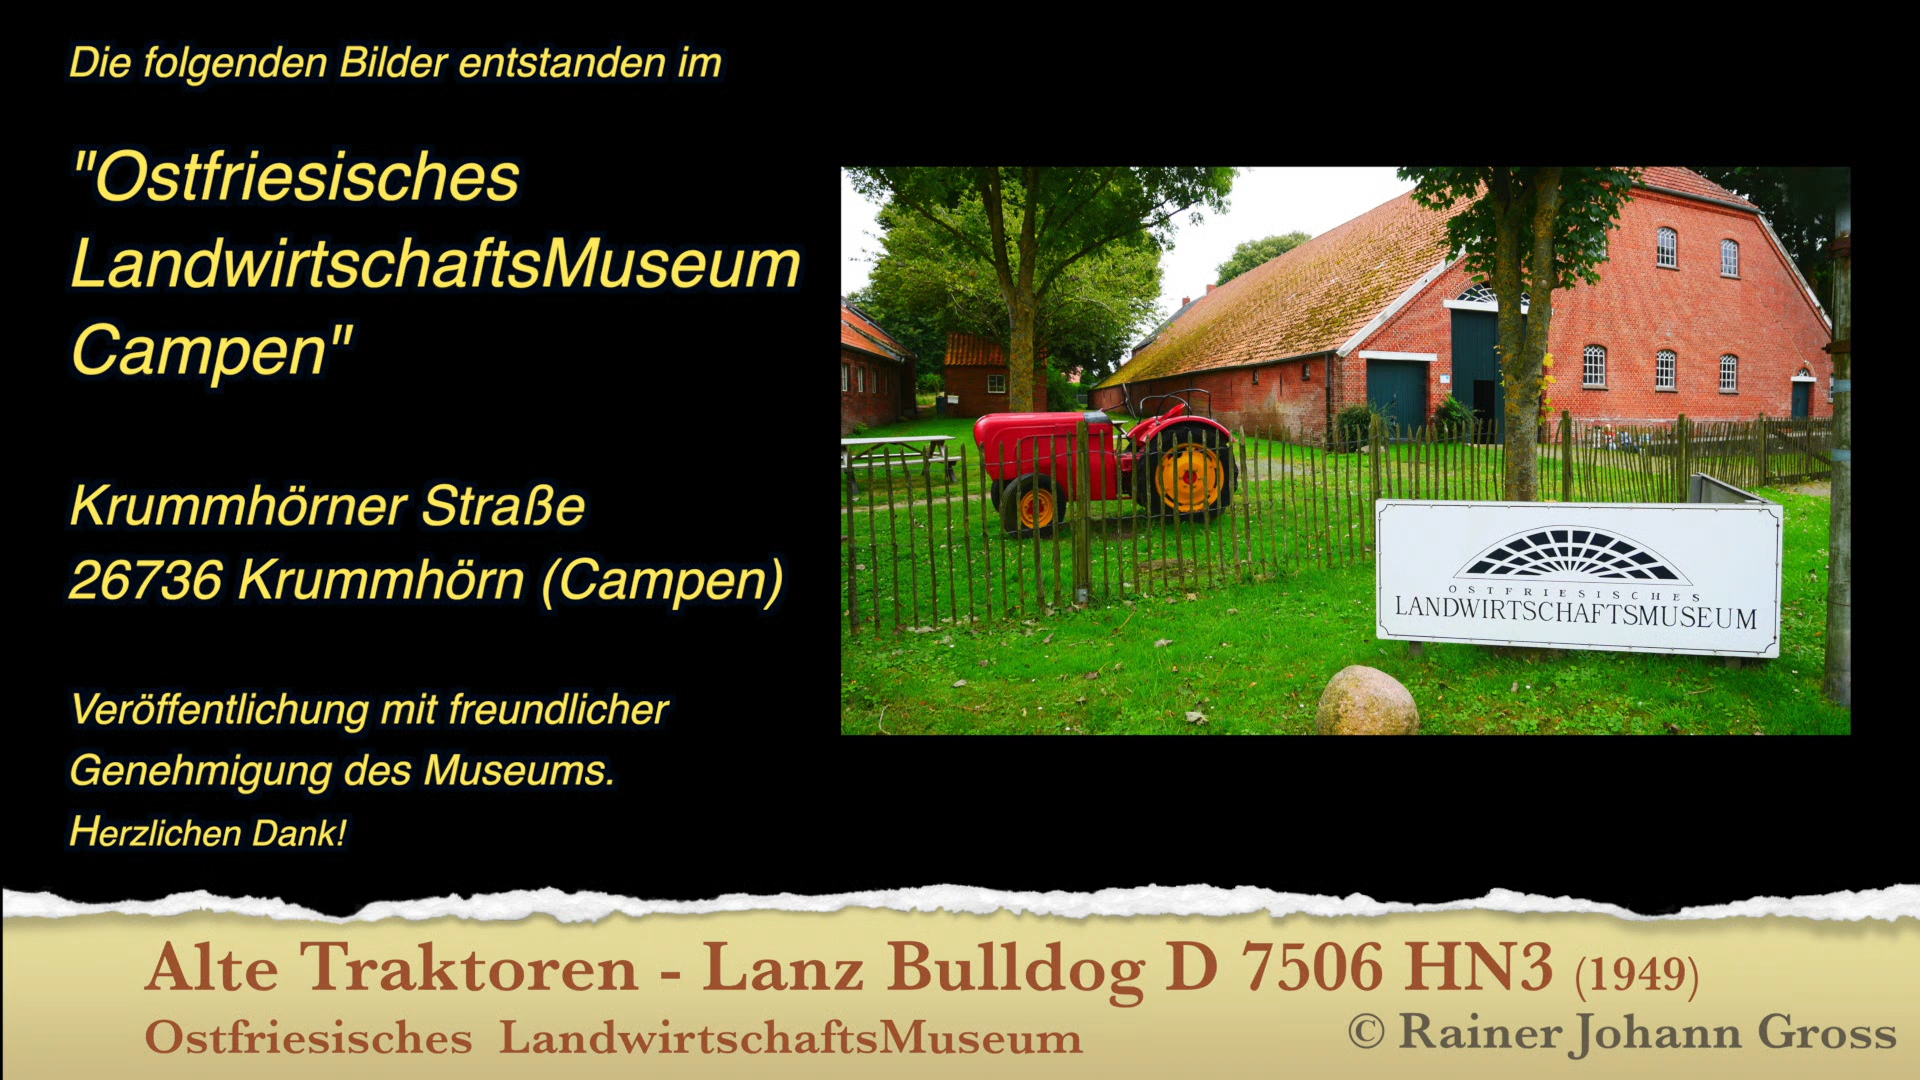 Die folgenden Bilder entstanden im
"Ostfriesisches
LandwirtschaftsMuseum
Campen"
Krummhörner Straße
26736 Krummhörn (Campen)
Veröffentlichung mit freundlicher
Genehmigung des Museums.
Herzlichen Dank!
OSTFRIESISCHES
LANDWIRTSCHAFTSMUSEUM
Alte Traktoren - Lanz Bulldog D 7506 HN3 (1949)
Ostfriesisches LandwirtschaftsMuseum
© Rainer Johann Gross